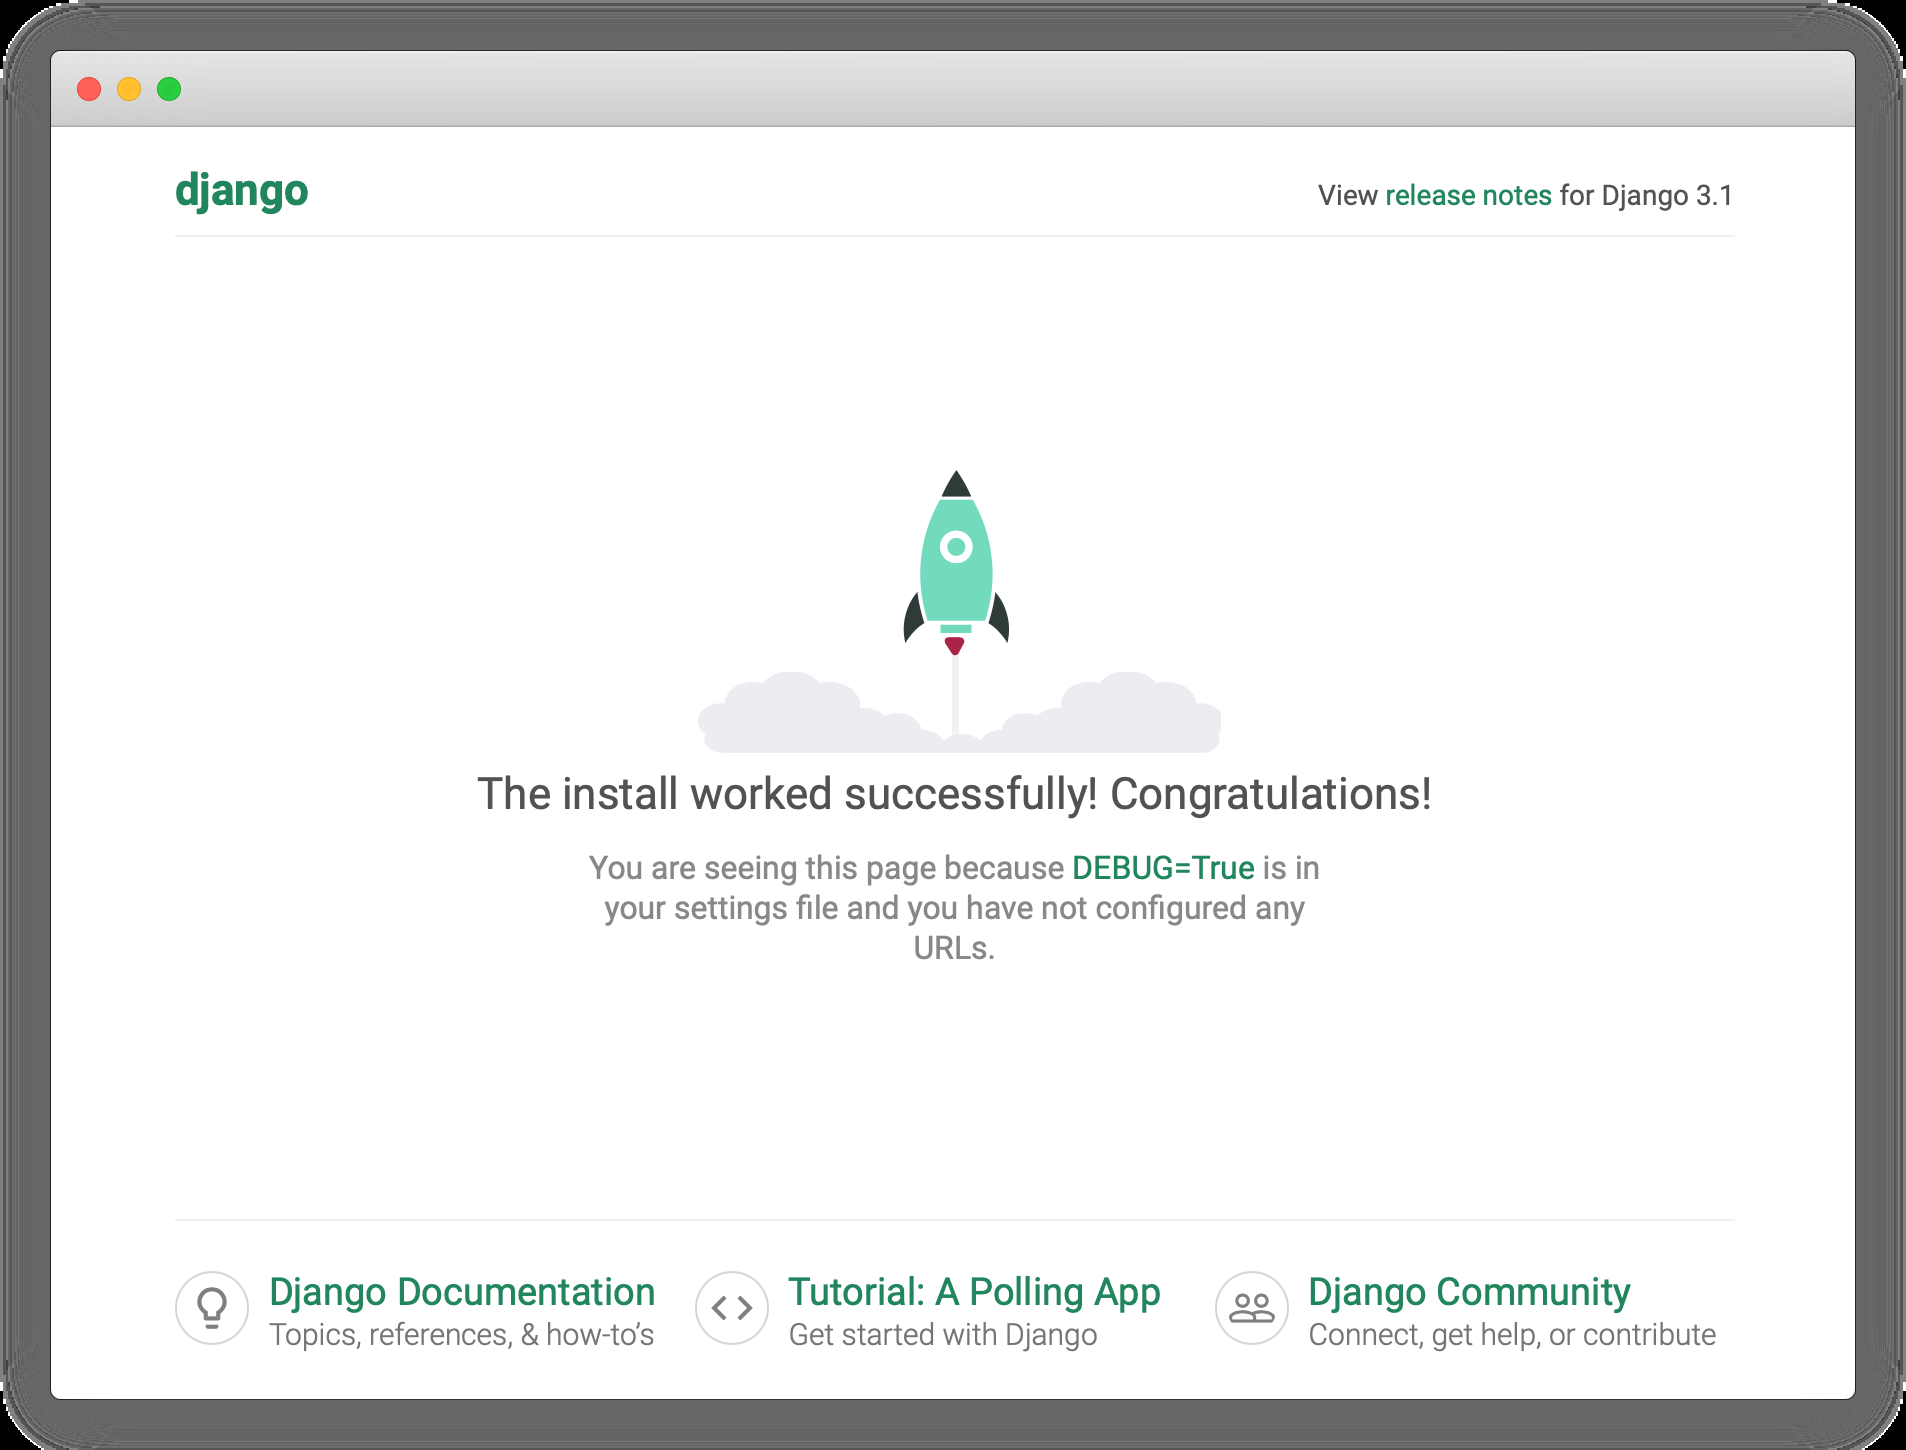 django
View release notes for Django 3.1
The install worked successfully! Congratulations!
You are seeing this page because DEBUG=True is in
your settings file and you have not configured any
URLs.
Django Documentation
Topics, references, & how-to’s
Tutorial: A Polling App
Get started with Django
Django Community
Connect, get help, or contribute